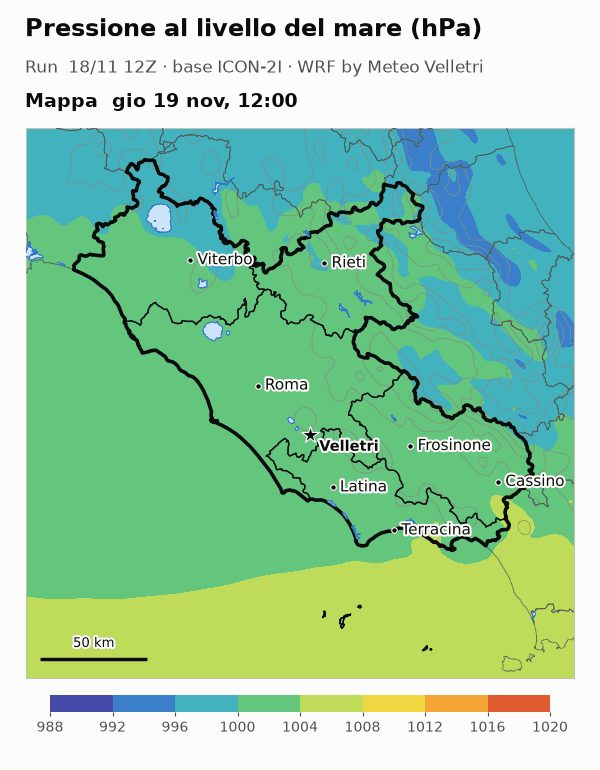 Pressione al livello del mare (hPa)
Run  18/11 12Z · base ICON-2I · WRF by Meteo Velletri
Mappa  gio 19 nov, 12:00
Viterbo
Rieti
Roma
Velletri
Frosinone
Cassino
Latina
Terracina
50 km
988 992 996 1000 1004 1008 1012 1016 1020